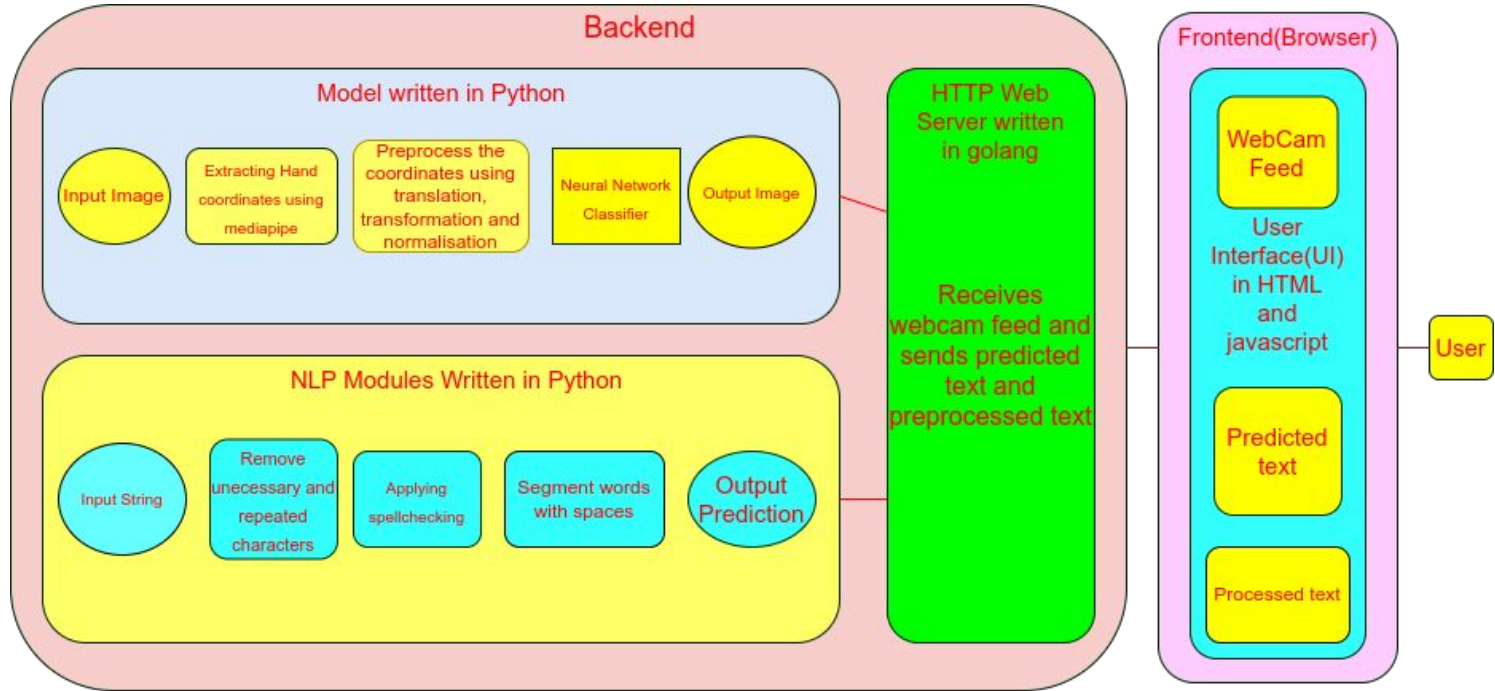 Backend
Model written in Python
Input Image
Extracting Hand
coordinates using
mediapipe
Preprocess the
coordinates using
translation,
transformation and
normalisation
Neural Network
Classifier
Output Image
NLP Modules Written in Python
Input String
Remove
unecessary and
repeated
characters
Applying
spellchecking
Segment words
with spaces
Output
Prediction
HTTP Web
Server written
in golang
Receives
webcam feed and
sends predicted
text and
preprocessed text
Frontend(Browser)
WebCam
Feed
User
Interface(UI)
in HTML
and
javascript
Predicted
text
Processed text
User